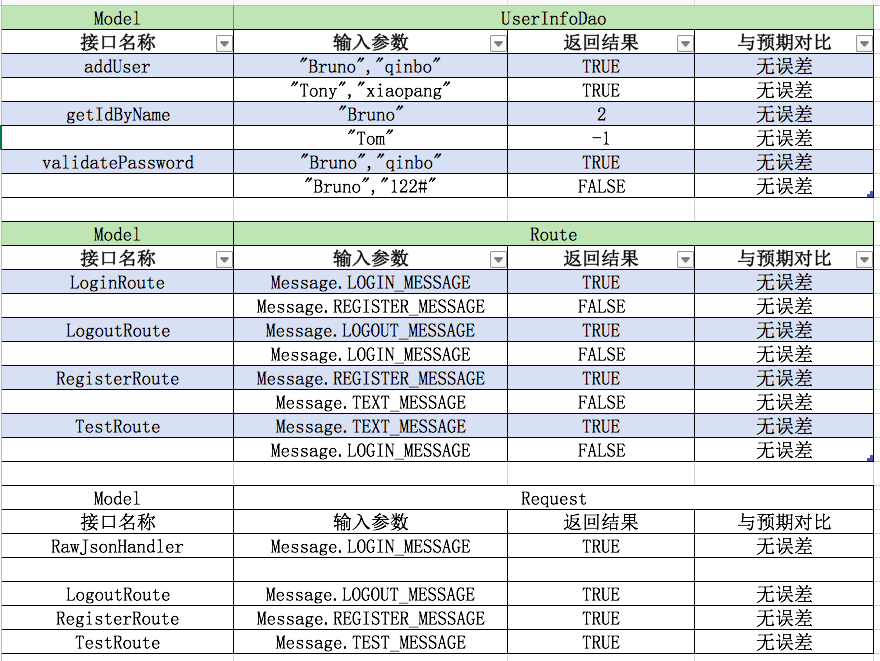 Model UserInfoDao
接口名称 输入参数 返回结果 与预期对比
addUser "Bruno","qinbo" TRUE 无误差
"Tony","xiaopang" TRUE 无误差
getIdByName "Bruno" 2 无误差
"Tom" -1 无误差
validatePassword "Bruno","qinbo" TRUE 无误差
"Bruno","122#" FALSE 无误差
Model Route
接口名称 输入参数 返回结果 与预期对比
LoginRoute Message.LOGIN_MESSAGE TRUE 无误差
Message.REGISTER_MESSAGE FALSE 无误差
LogoutRoute Message.LOGOUT_MESSAGE TRUE 无误差
Message.LOGIN_MESSAGE FALSE 无误差
RegisterRoute Message.REGISTER_MESSAGE TRUE 无误差
Message.TEXT_MESSAGE FALSE 无误差
TestRoute Message.TEXT_MESSAGE TRUE 无误差
Message.LOGIN_MESSAGE FALSE 无误差
Model Request
接口名称 输入参数 返回结果 与预期对比
RawJsonHandler Message.LOGIN_MESSAGE TRUE 无误差
LogoutRoute Message.LOGOUT_MESSAGE TRUE 无误差
RegisterRoute Message.REGISTER_MESSAGE TRUE 无误差
TestRoute Message.TEST_MESSAGE TRUE 无误差